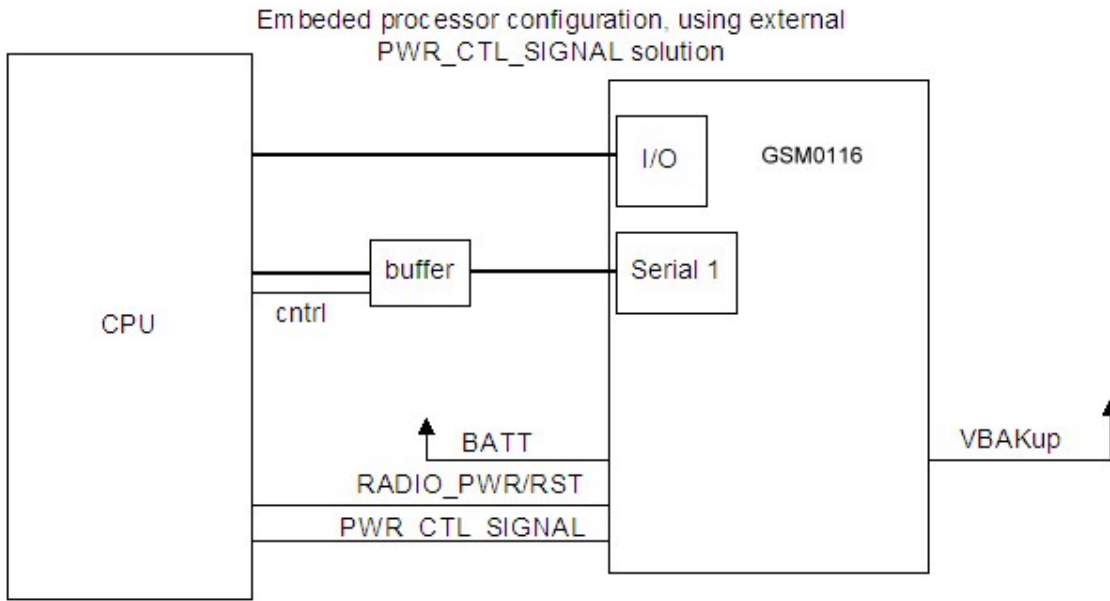 Embeded processor configuration, using external
PWR_CTL_SIGNAL solution
I/O
GSM0116
buffer
Serial 1
cntrl
CPU
BATT
VBAKup
RADIO_PWR/RST
PWR_CTL_SIGNAL